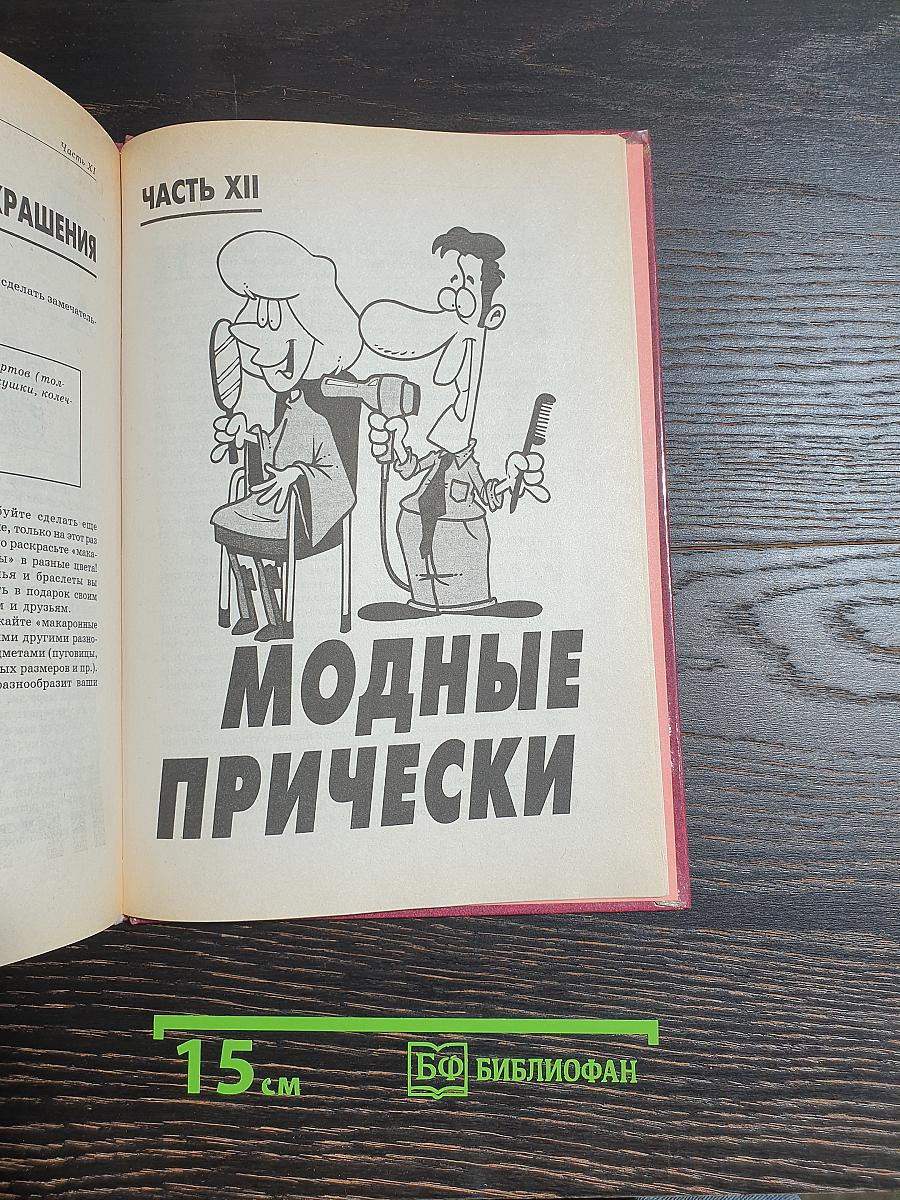 Часть XI
КРАШЕНИЯ
сделать замечатель-
ертов (тол-
кушки, колеч-
буйте сделать еще
е, только на этот раз
о раскрасьте «мака-
ы» в разные цвета!
лья и браслеты вы
ть в подарок своим
м и друзьям.
кайте «макаронные
ми другими разно-
дметами (пуговицы,
ых размеров и пр.).
разнообразит ваши
ЧАСТЬ XII
МОДНЫЕ
ПРИЧЕСКИ
15 см
БФ БИБЛИОФАН